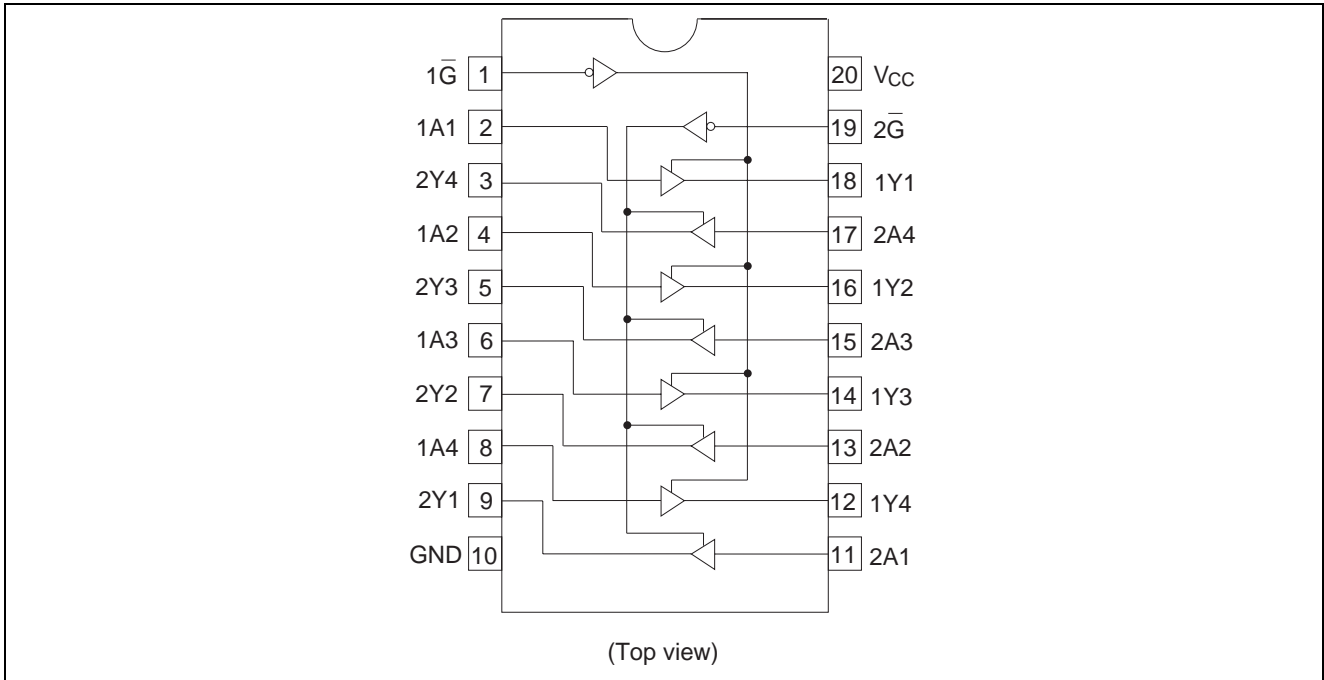 1G̅ 1 20 VCC
1A1 2 19 2G̅
2Y4 3 18 1Y1
1A2 4 17 2A4
2Y3 5 16 1Y2
1A3 6 15 2A3
2Y2 7 14 1Y3
1A4 8 13 2A2
2Y1 9 12 1Y4
GND 10 11 2A1
(Top view)